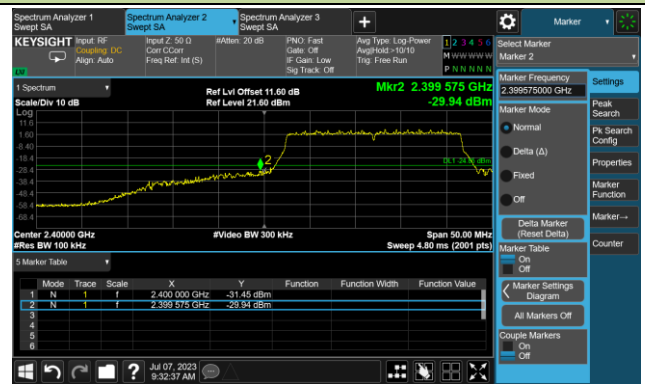 Spectrum Analyzer 1
Swept SA
Spectrum Analyzer 2
Swept SA
Spectrum Analyzer 3
Swept SA
Marker
KEYSIGHT
Input: RF
Coupling: DC
Align: Auto
Input Z: 50 Ω
Corr CCorr
Freq Ref: Int (S)
#Atten: 20 dB
PNO: Fast
Gate: Off
IF Gain: Low
Sig Track: Off
Avg Type: Log-Power
Avg|Hold:>10/10
Trig: Free Run
1 2 3 4 5 6
M W W W W W
P N N N N N
Select Marker
Marker 2
1 Spectrum
Scale/Div 10 dB
Log
Ref Lvl Offset 11.60 dB
Ref Level 21.60 dBm
Mkr2 2.399 575 GHz
-29.94 dBm
11.6
1.60
-8.40
-18.4
-28.4
-38.4
-48.4
-58.4
-68.4
2
Center 2.40000 GHz
#Res BW 100 kHz
#Video BW 300 kHz
Span 50.00 MHz
Sweep 4.80 ms (2001 pts)
5 Marker Table
Mode Trace Scale X Y Function Function Width Function Value
1 N 1 f 2.400 000 GHz -31.45 dBm
2 N 1 f 2.399 575 GHz -29.94 dBm
3
4
5
6
Marker Frequency
2.399575000 GHz
Marker Mode
Normal
Delta (Δ)
Fixed
Off
Delta Marker
(Reset Delta)
Marker Table
On
Off
Marker Settings
Diagram
All Markers Off
Couple Markers
On
Off
Settings
Peak
Search
Pk Search
Config
Properties
Marker
Function
Marker→
Counter
Jul 07, 2023
9:32:37 AM